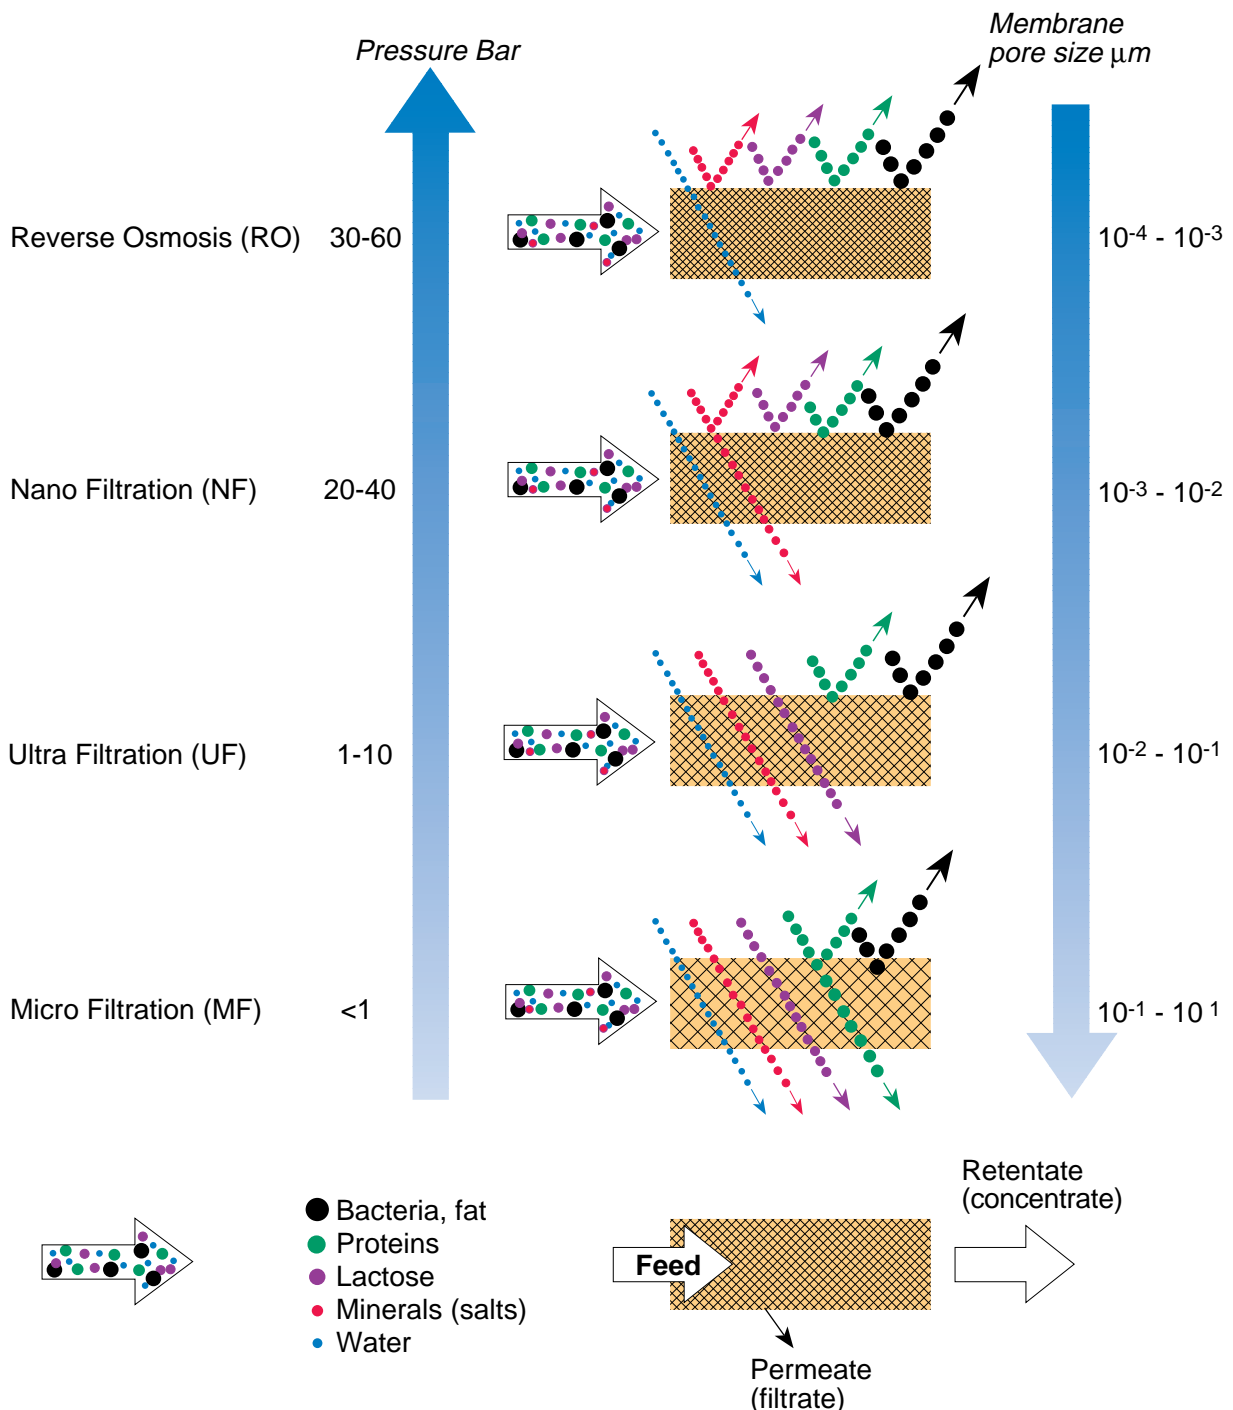 Pressure Bar
Membrane
pore size µm
Reverse Osmosis (RO) 30-60 10-4 - 10-3
Nano Filtration (NF) 20-40 10-3 - 10-2
Ultra Filtration (UF) 1-10 10-2 - 10-1
Micro Filtration (MF) <1 10-1 - 10 1
Bacteria, fat
Proteins
Lactose
Minerals (salts)
Water
Feed
Retentate
(concentrate)
Permeate
(filtrate)